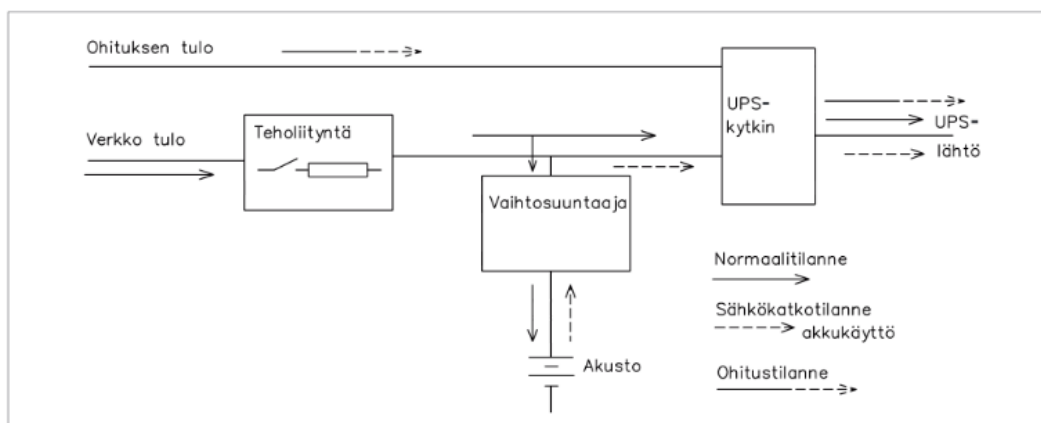 Ohituksen tulo
Verkko tulo
Teholiityntä
Vaihtosuuntaaja
Akusto
UPS-
kytkin
UPS-
lähtö
Normaalitilanne
Sähkökatkotilanne
akkukäyttö
Ohitustilanne